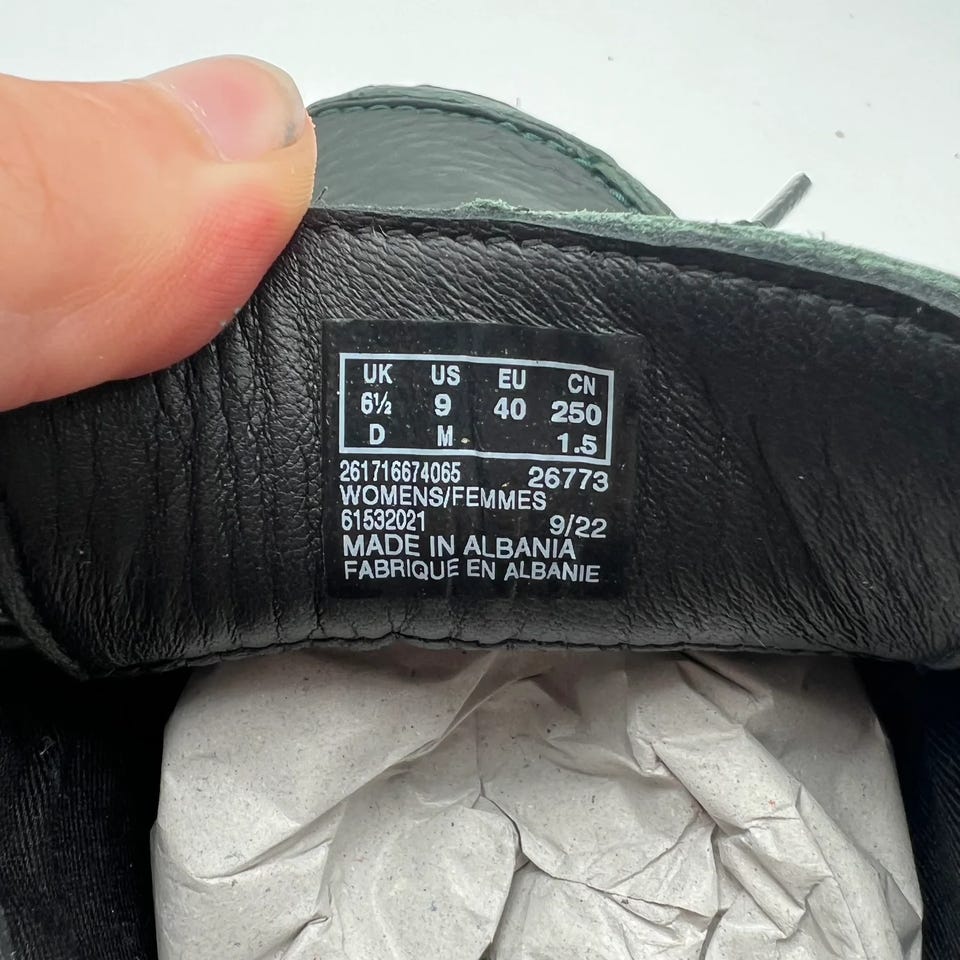 UK US EU CN
6½ 9 40 250
D M 1.5
261716674065 26773
WOMENS/FEMMES
61532021 9/22
MADE IN ALBANIA
FABRIQUE EN ALBANIE